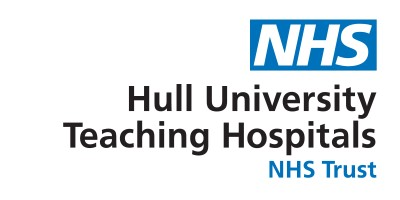 NHS
Hull University
Teaching Hospitals
NHS Trust